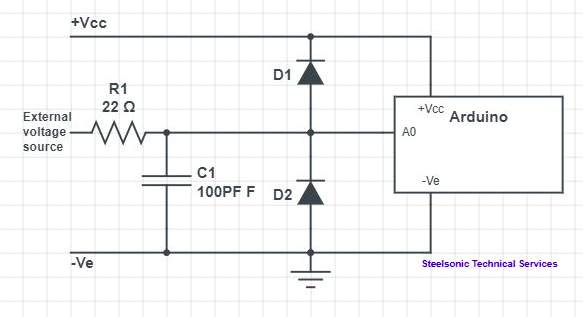 +Vcc
D1
R1
22 Ω
+Vcc
Arduino
External
voltage
source
A0
C1
100PF F
D2
-Ve
-Ve
Steelsonic Technical Services